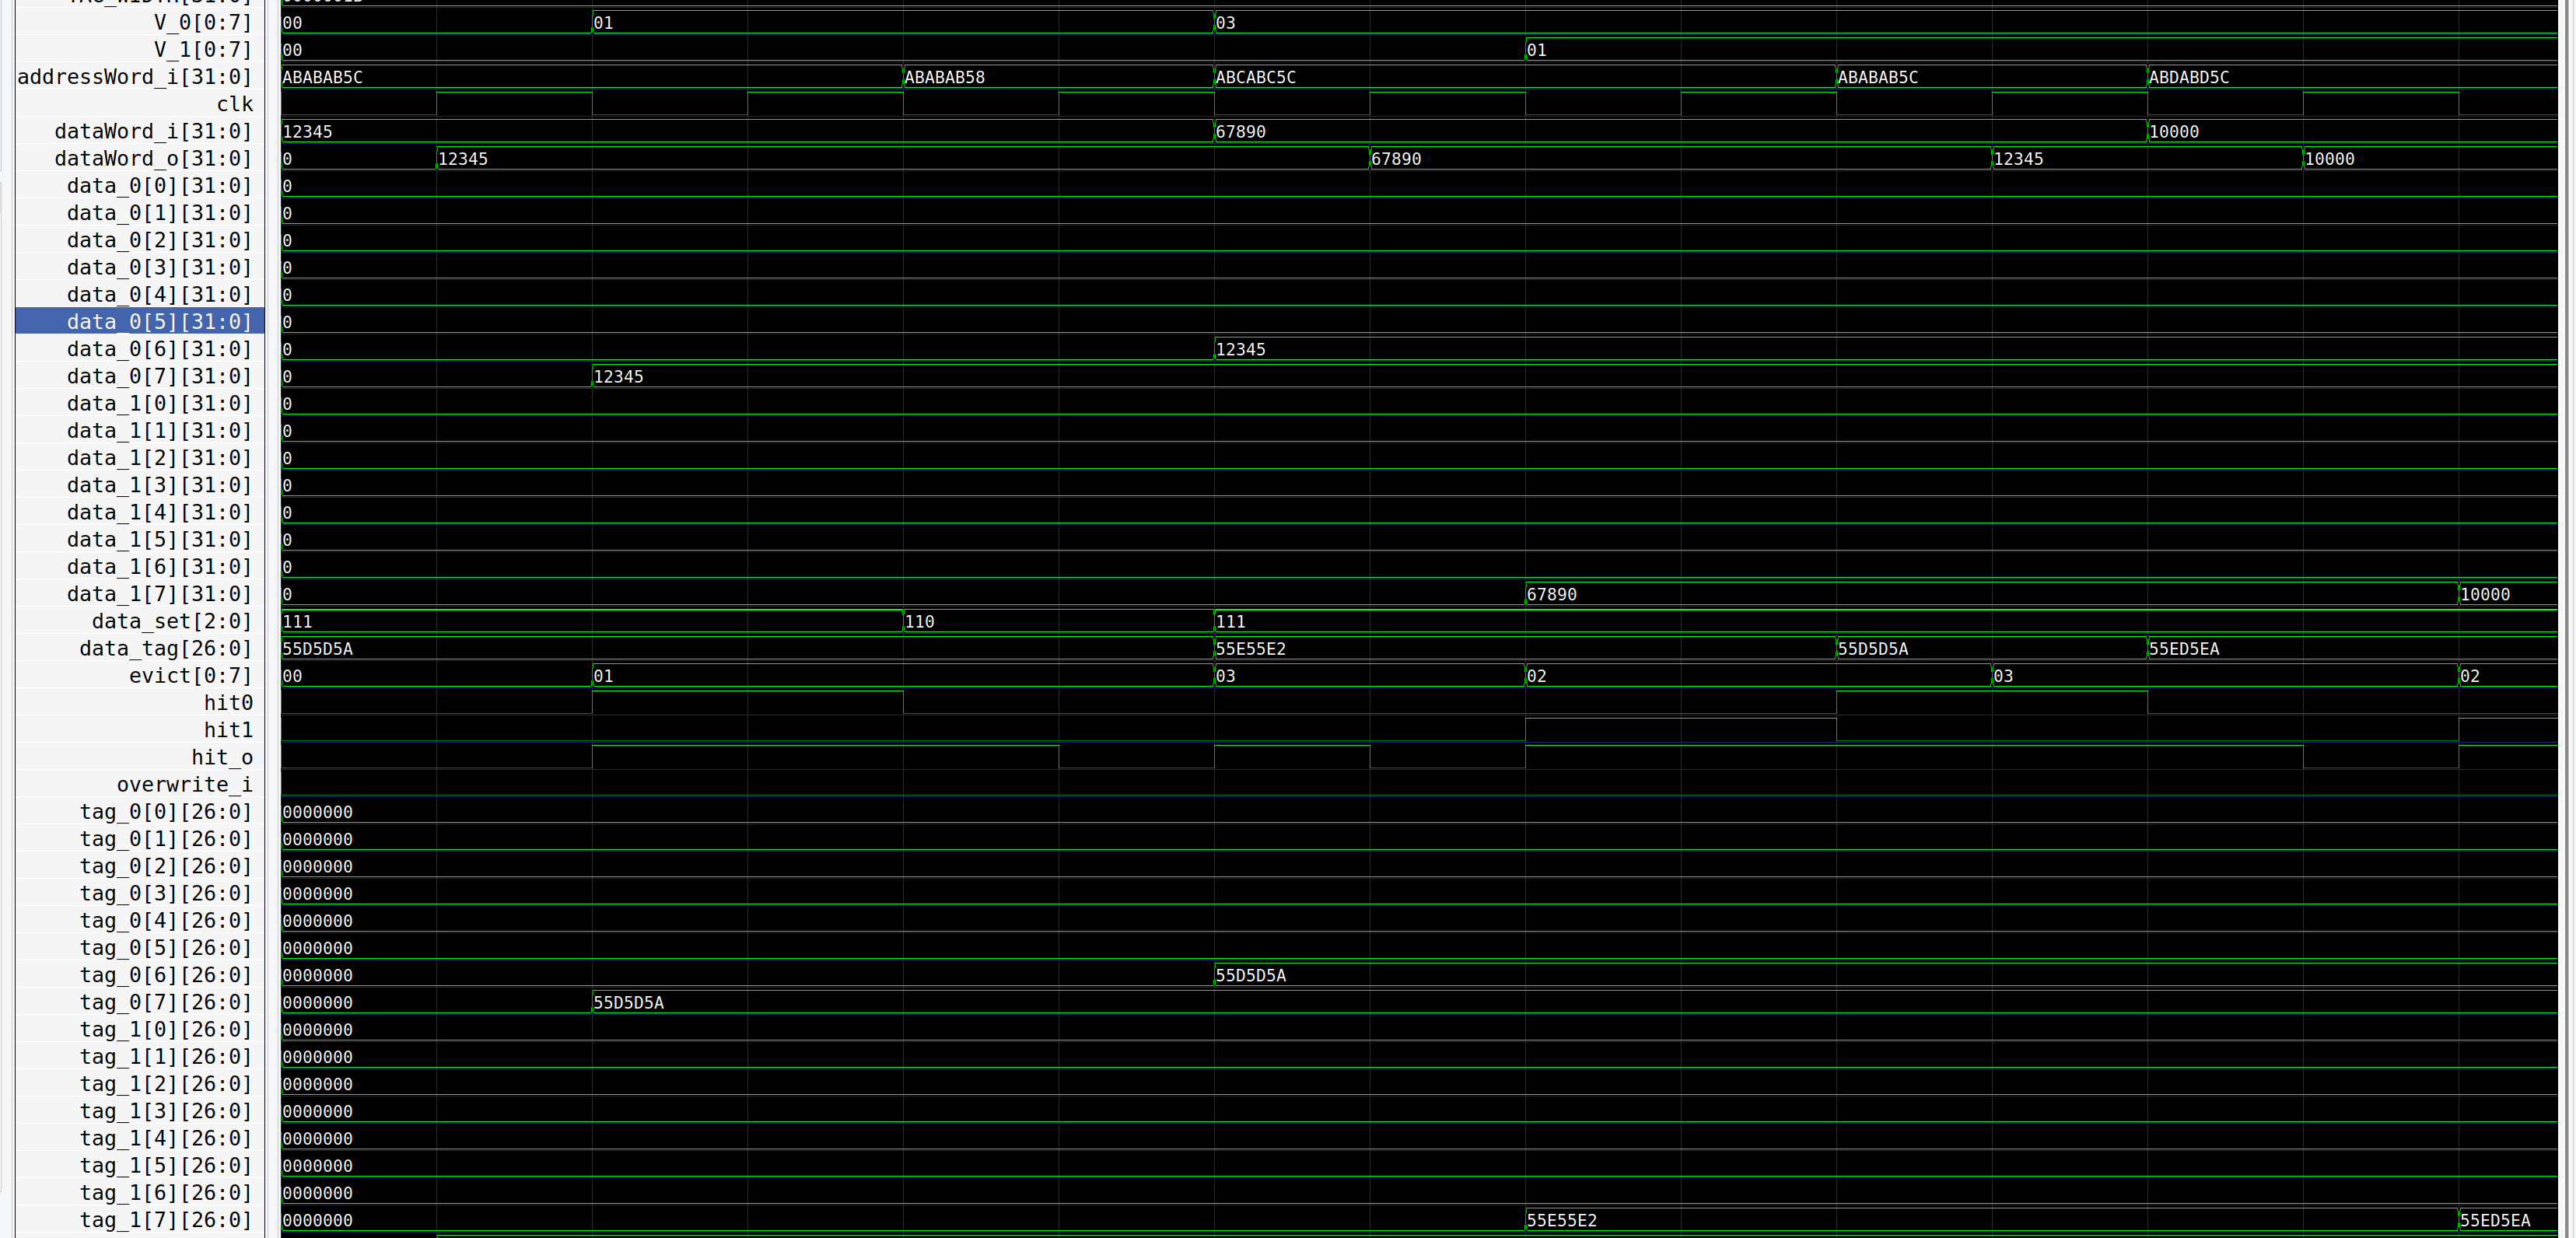 V_0[0:7] 00 01 03
V_1[0:7] 00 01
addressWord_i[31:0] ABABAB5C ABABAB58 ABCABC5C ABABAB5C ABDABD5C
clk
dataWord_i[31:0] 12345 67890 10000
dataWord_o[31:0] 0 12345 67890 12345 10000
data_0[0][31:0] 0
data_0[1][31:0] 0
data_0[2][31:0] 0
data_0[3][31:0] 0
data_0[4][31:0] 0
data_0[5][31:0] 0
data_0[6][31:0] 0 12345
data_0[7][31:0] 0 12345
data_1[0][31:0] 0
data_1[1][31:0] 0
data_1[2][31:0] 0
data_1[3][31:0] 0
data_1[4][31:0] 0
data_1[5][31:0] 0
data_1[6][31:0] 0
data_1[7][31:0] 0 67890 10000
data_set[2:0] 111 110 111
data_tag[26:0] 55D5D5A 55E55E2 55D5D5A 55ED5EA
evict[0:7] 00 01 03 02 03 02
hit0
hit1
hit_o
overwrite_i
tag_0[0][26:0] 0000000
tag_0[1][26:0] 0000000
tag_0[2][26:0] 0000000
tag_0[3][26:0] 0000000
tag_0[4][26:0] 0000000
tag_0[5][26:0] 0000000
tag_0[6][26:0] 0000000 55D5D5A
tag_0[7][26:0] 0000000 55D5D5A
tag_1[0][26:0] 0000000
tag_1[1][26:0] 0000000
tag_1[2][26:0] 0000000
tag_1[3][26:0] 0000000
tag_1[4][26:0] 0000000
tag_1[5][26:0] 0000000
tag_1[6][26:0] 0000000
tag_1[7][26:0] 0000000 55E55E2 55ED5EA